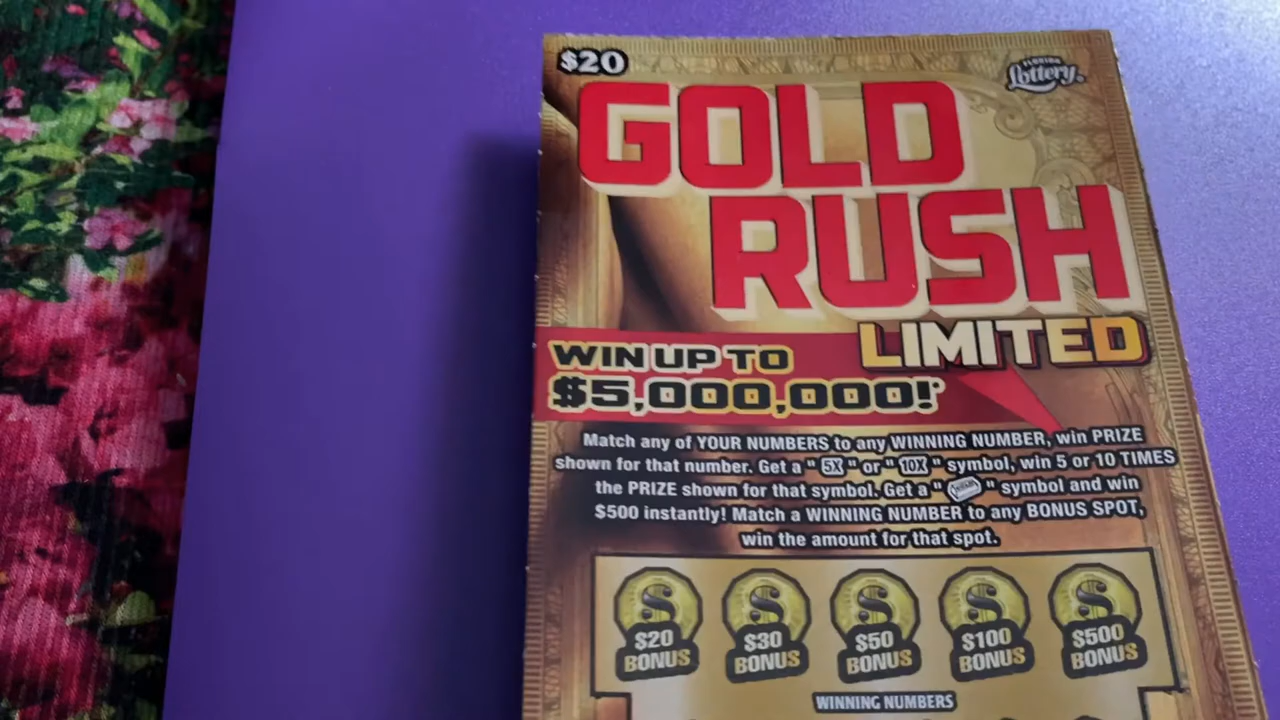 $20
FLORIDA
Lottery
GOLD
RUSH
LIMITED
WIN UP TO
$5,000,000!*
Match any of YOUR NUMBERS to any WINNING NUMBER, win PRIZE
shown for that number. Get a "5X" or "10X" symbol, win 5 or 10 TIMES
the PRIZE shown for that symbol. Get a " " symbol and win
$500 instantly! Match a WINNING NUMBER to any BONUS SPOT,
win the amount for that spot.
$20 BONUS
$30 BONUS
$50 BONUS
$100 BONUS
$500 BONUS
WINNING NUMBERS